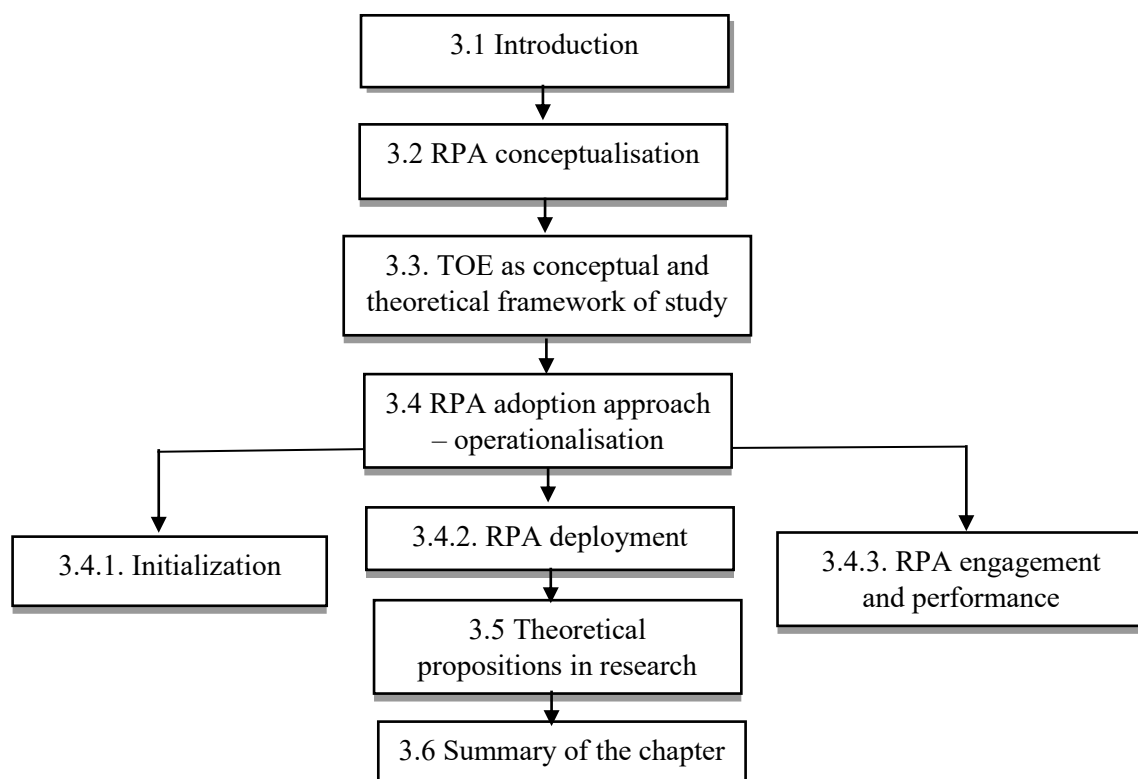 3.1 Introduction
3.2 RPA conceptualisation
3.3. TOE as conceptual and
theoretical framework of study
3.4 RPA adoption approach
– operationalisation
3.4.1. Initialization
3.4.2. RPA deployment
3.4.3. RPA engagement
and performance
3.5 Theoretical
propositions in research
3.6 Summary of the chapter